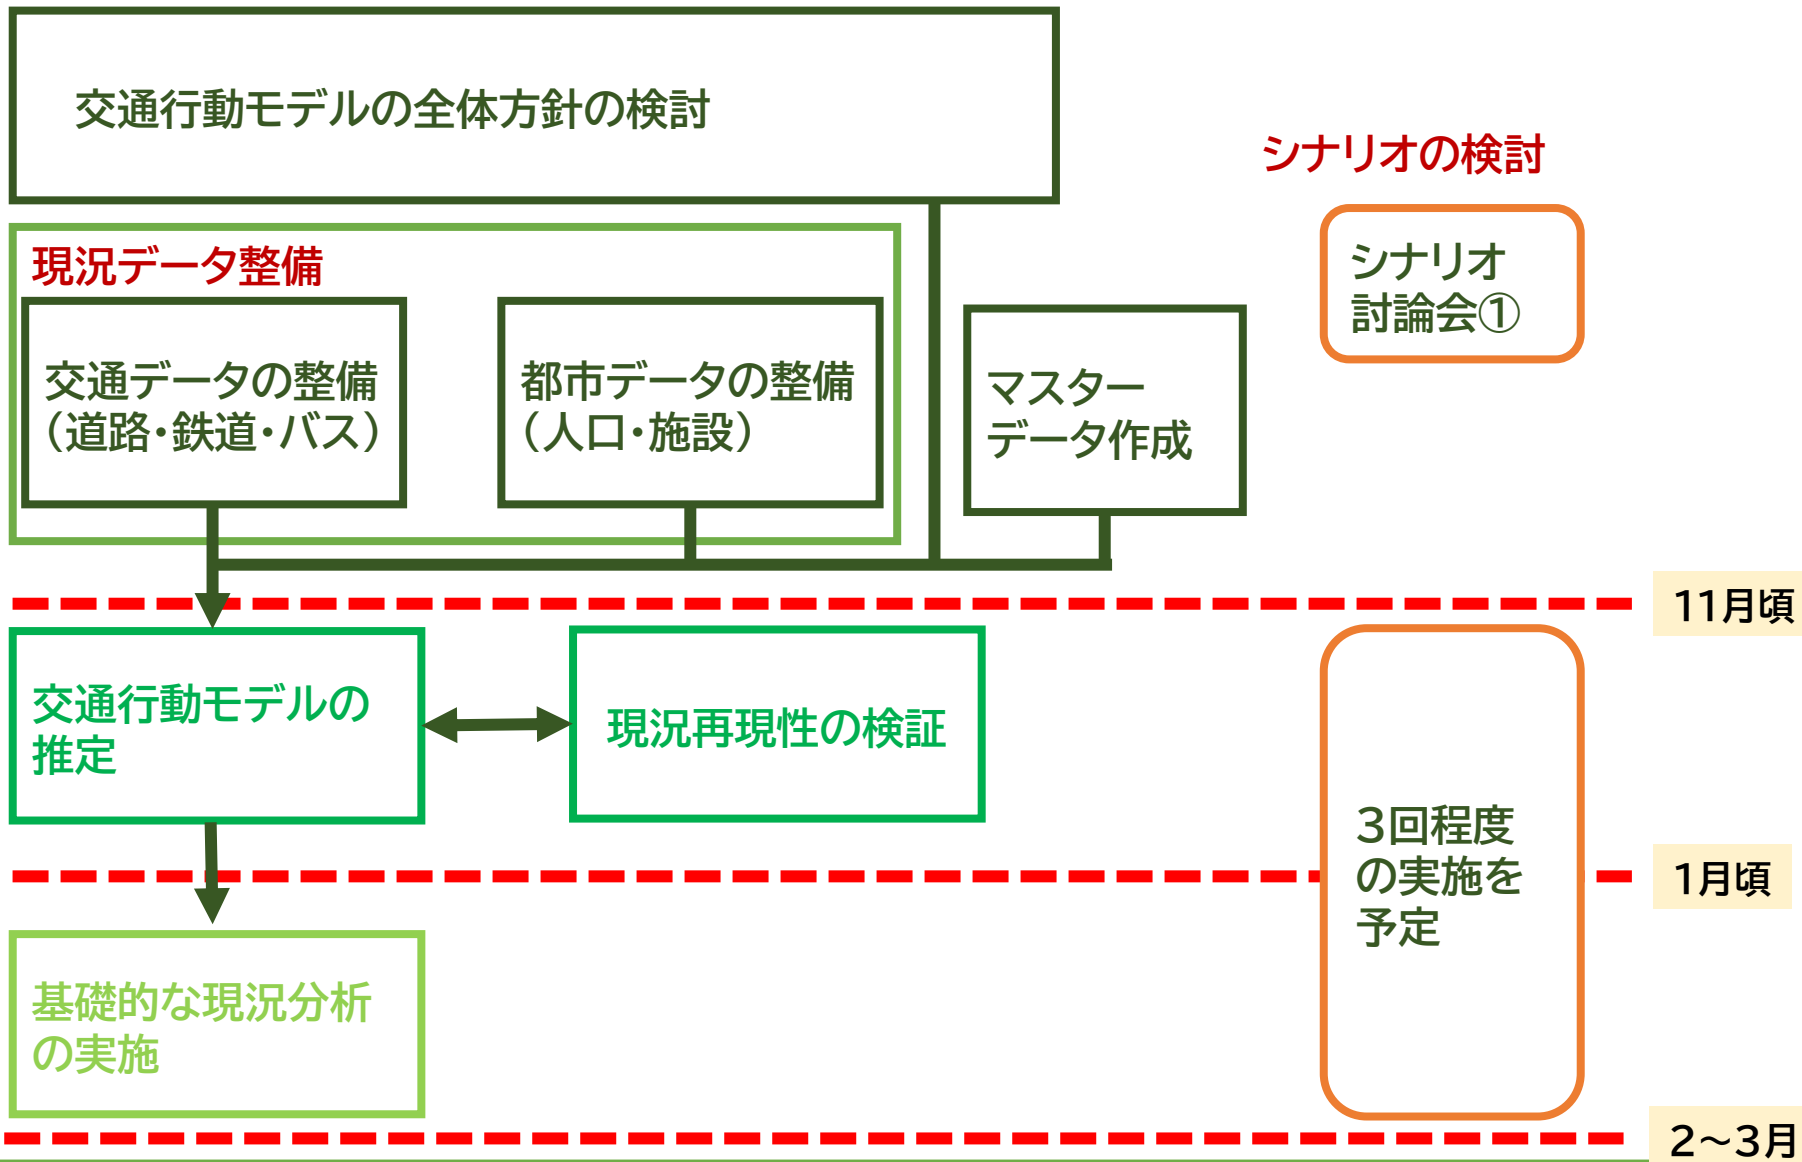 交通行動モデルの全体方針の検討
シナリオの検討
シナリオ
討論会①
現況データ整備
交通データの整備
（道路・鉄道・バス）
都市データの整備
（人口・施設）
マスター
データ作成
11月頃
交通行動モデルの
推定
現況再現性の検証
3回程度
の実施を
予定
1月頃
基礎的な現況分析
の実施
2～3月